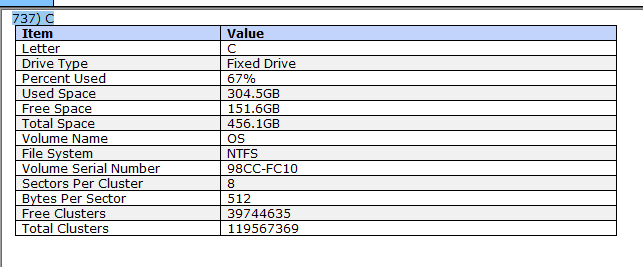 737) C
Item Value
Letter C
Drive Type Fixed Drive
Percent Used 67%
Used Space 304.5GB
Free Space 151.6GB
Total Space 456.1GB
Volume Name OS
File System NTFS
Volume Serial Number 98CC-FC10
Sectors Per Cluster 8
Bytes Per Sector 512
Free Clusters 39744635
Total Clusters 119567369